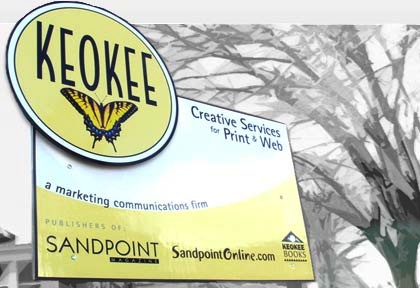 KEOKEE
Creative Services
for Print & Web
a marketing communications firm
PUBLISHERS OF:
SANDPOINT
MAGAZINE
SandpointOnline.com
KEOKEE
BOOKS